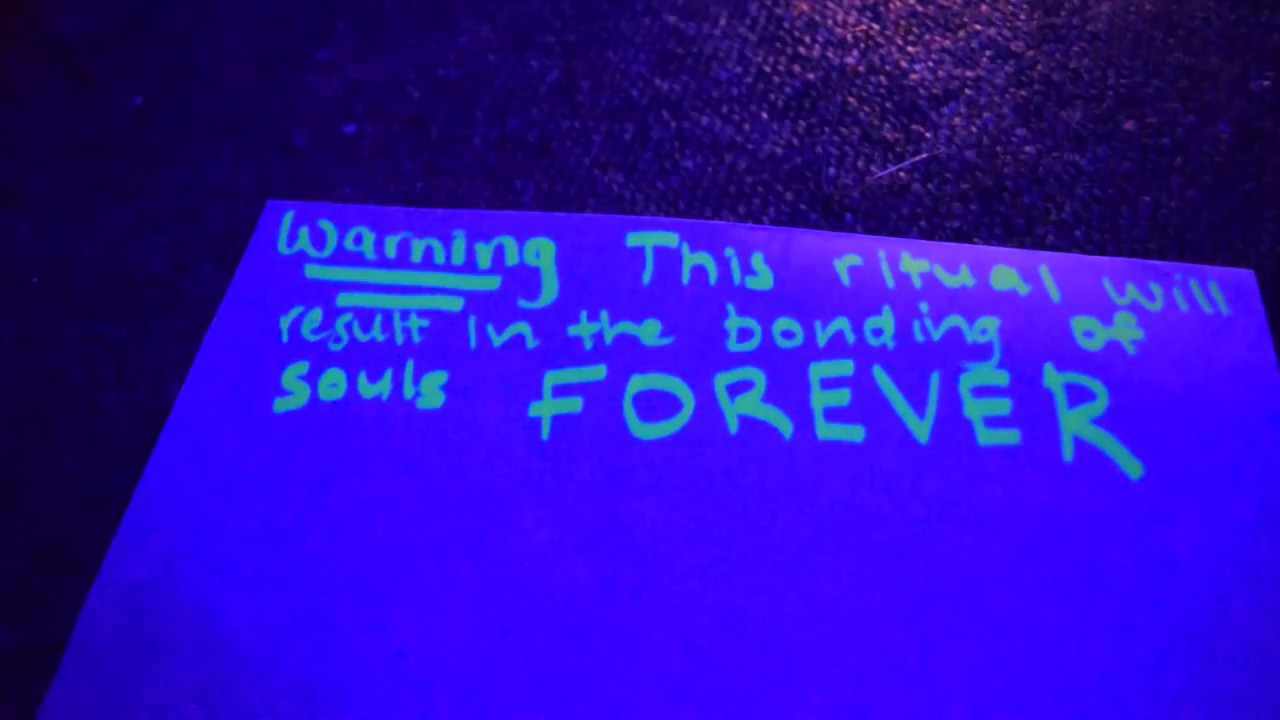 Warning This ritual will
result in the bonding of
souls FOREVER